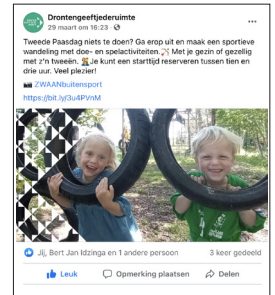 Drontengeeftjederuimte
29 maart om 16:23 ·
Tweede Paasdag niets te doen? Ga erop uit en maak een sportieve
wandeling met doe- en spelactiviteiten. Met je gezin of gezellig
met z'n tweeën. Je kunt een starttijd reserveren tussen tien en
drie uur. Veel plezier!
ZWAANbuitensport
https://bit.ly/3u4PVnM
Jij, Bert Jan Idzinga en 1 andere persoon 3 keer gedeeld
Leuk Opmerking plaatsen Delen